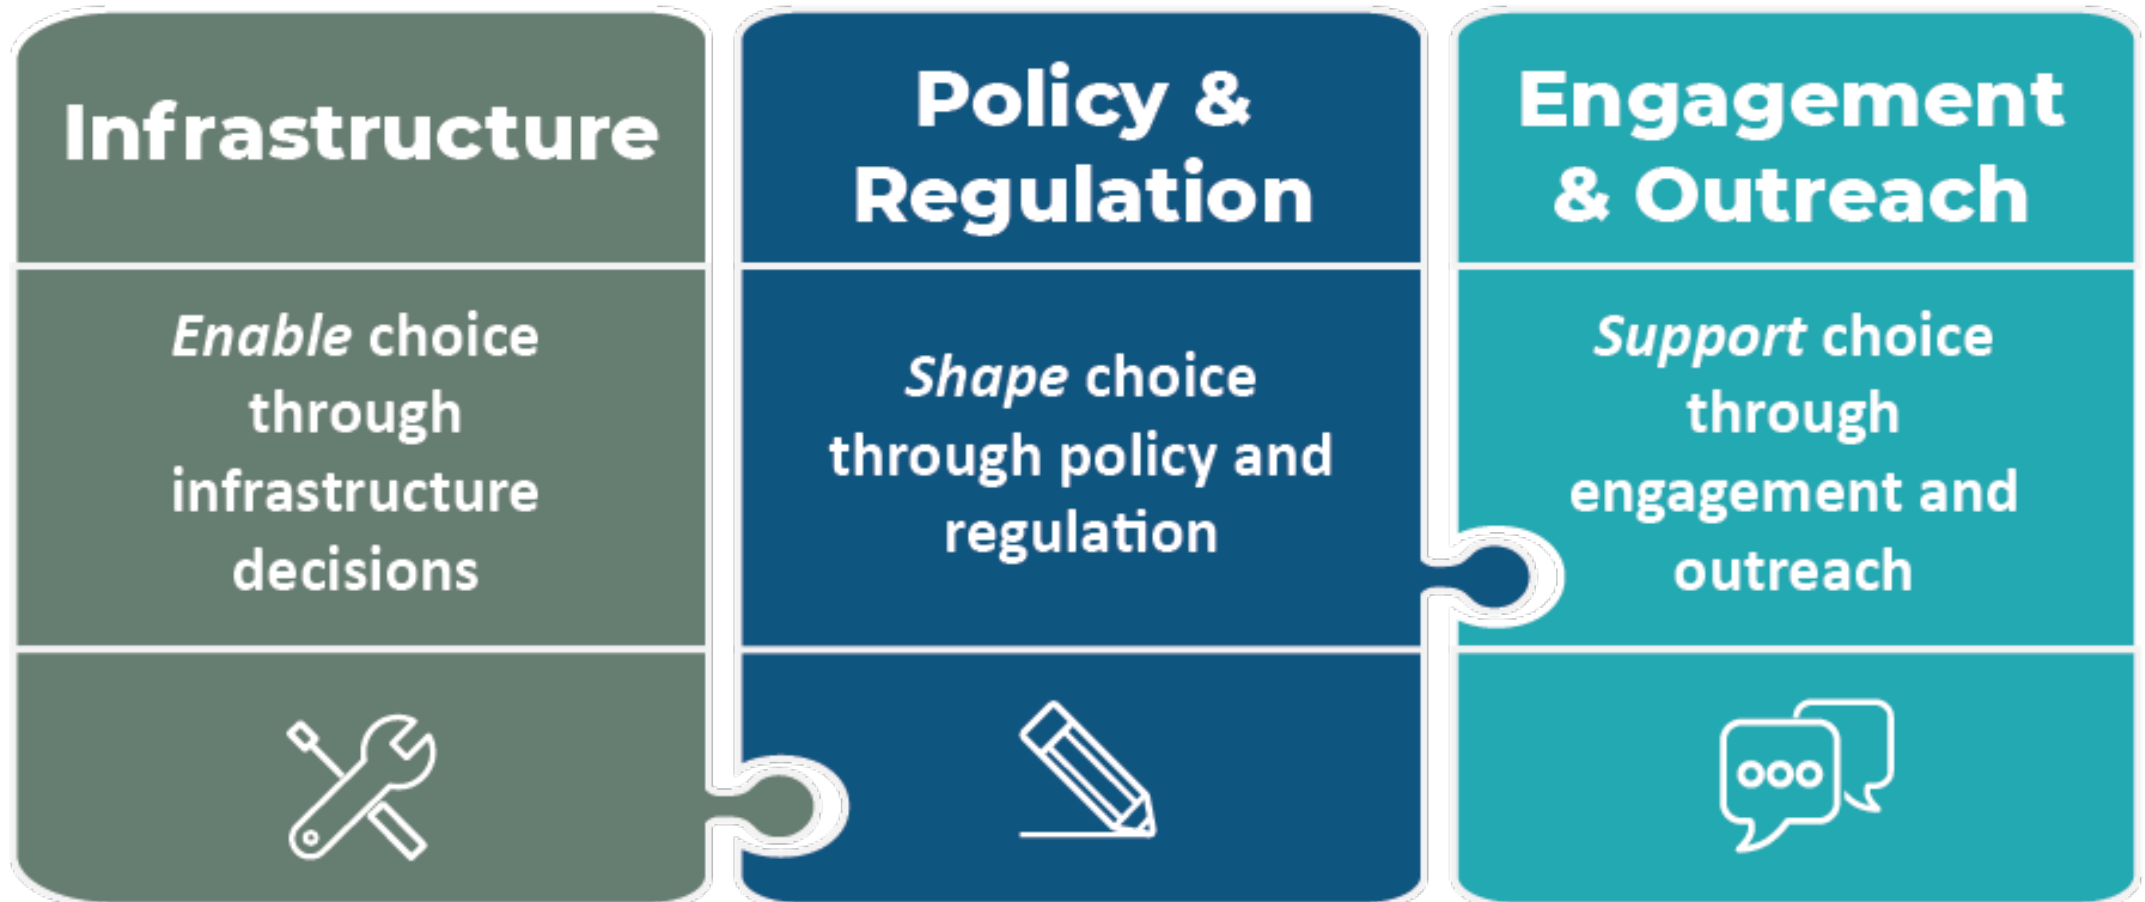 Infrastructure
Enable choice
through
infrastructure
decisions
Policy &
Regulation
Shape choice
through policy and
regulation
Engagement
& Outreach
Support choice
through
engagement and
outreach